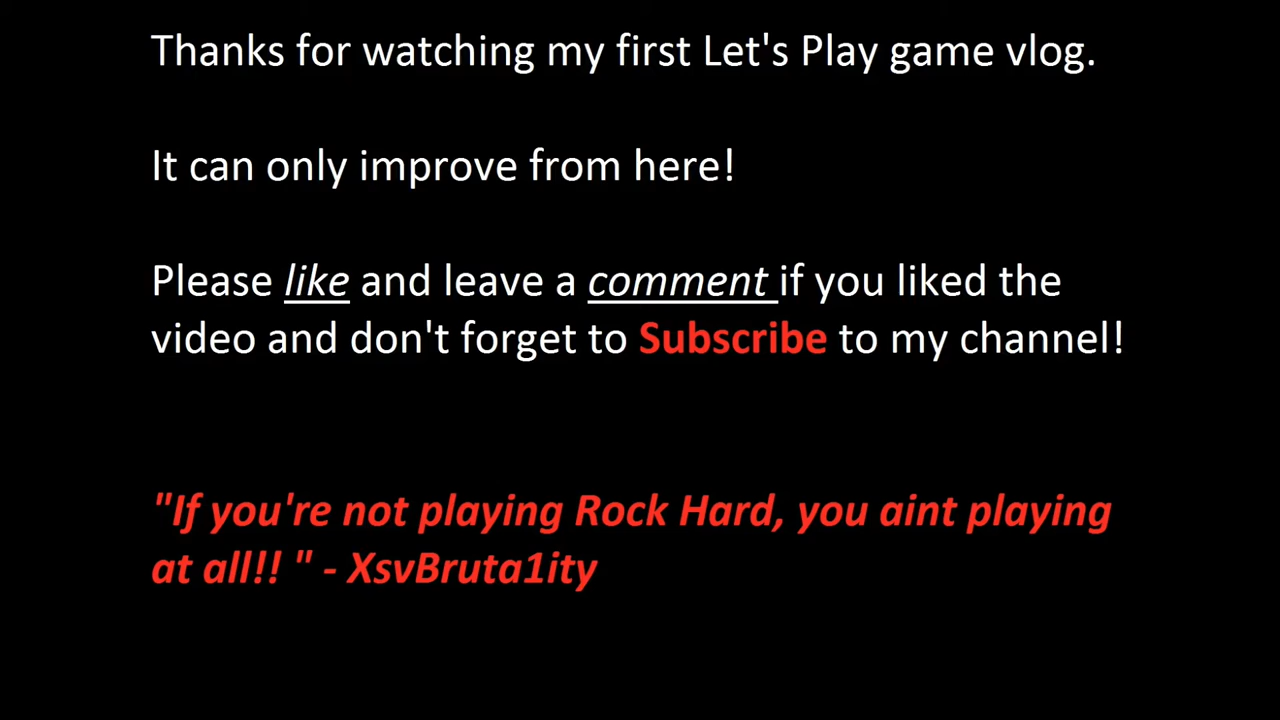 Thanks for watching my first Let's Play game vlog.
It can only improve from here!
Please like and leave a comment if you liked the
video and don't forget to Subscribe to my channel!
"If you're not playing Rock Hard, you aint playing
at all!! " - XsvBruta1ity